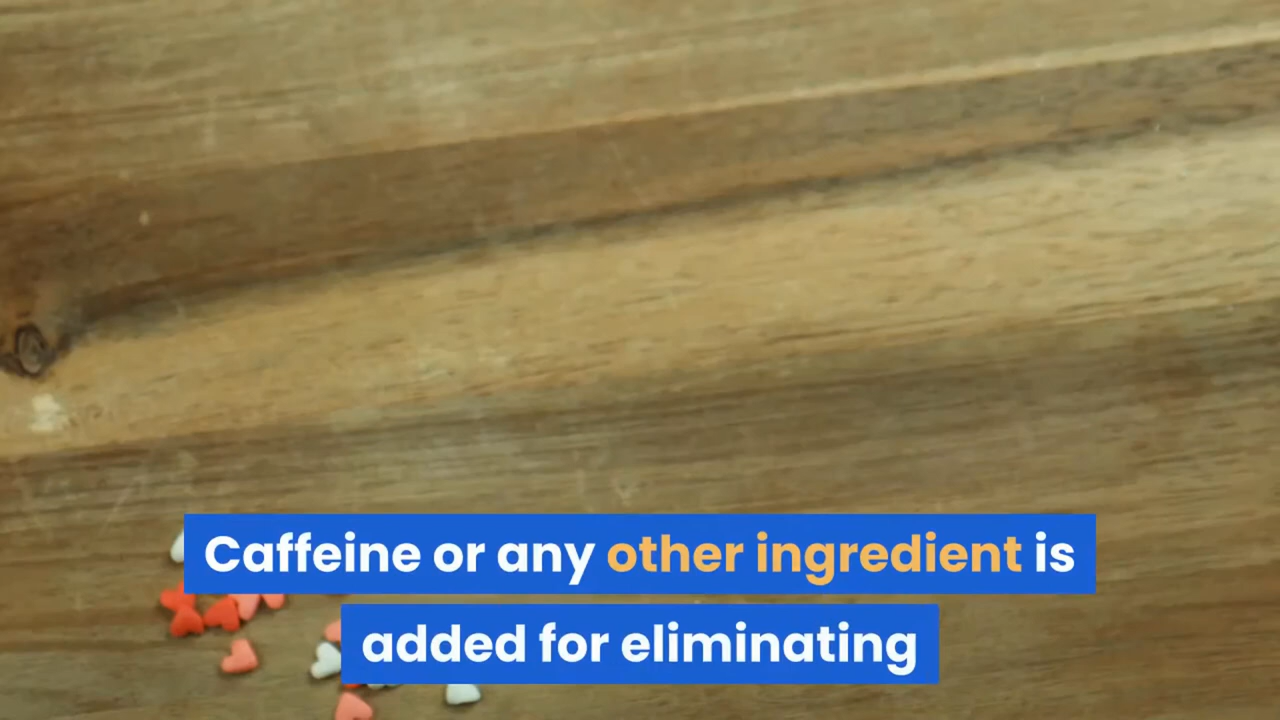 Caffeine or any other ingredient is
added for eliminating